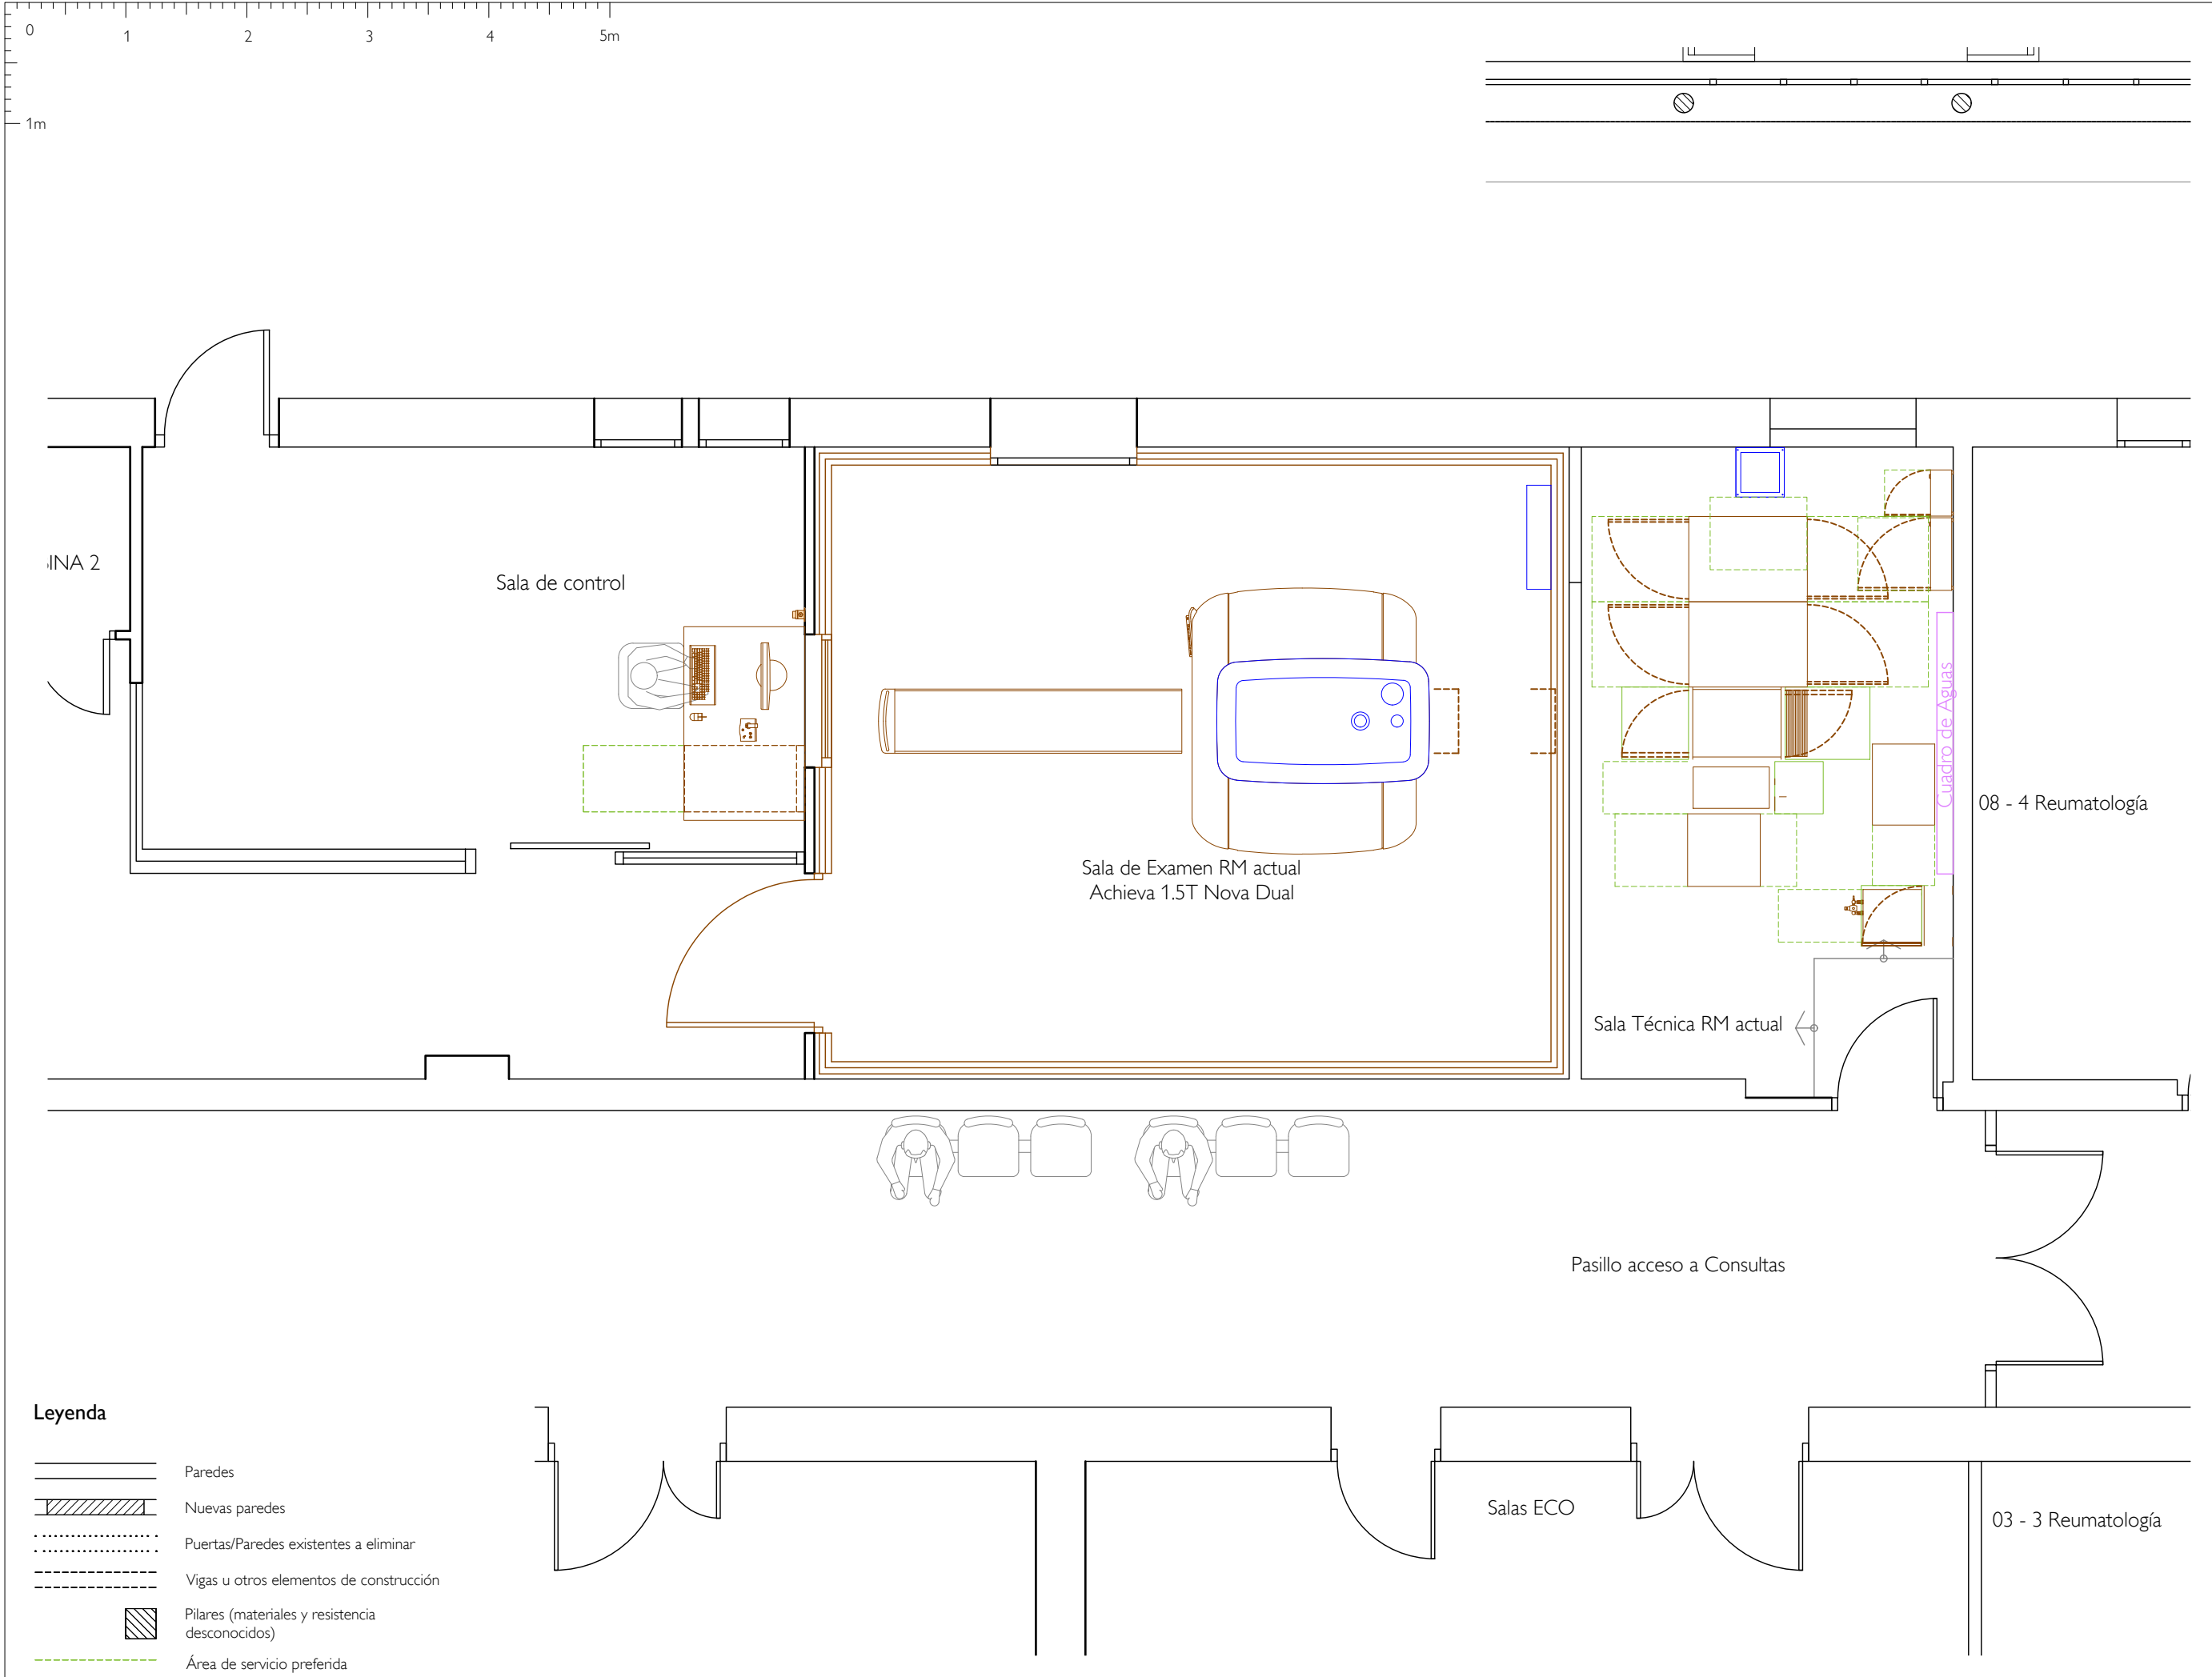 0
1
2
3
4
5m
1m
INA 2
Sala de control
Cuadro de Aguas
08 - 4 Reumatología
Sala de Examen RM actual
Achieva 1.5T Nova Dual
Sala Técnica RM actual
Pasillo acceso a Consultas
Leyenda
Paredes
Nuevas paredes
Puertas/Paredes existentes a eliminar
Vigas u otros elementos de construcción
Pilares (materiales y resistencia
desconocidos)
Área de servicio preferida
Salas ECO
03 - 3 Reumatología